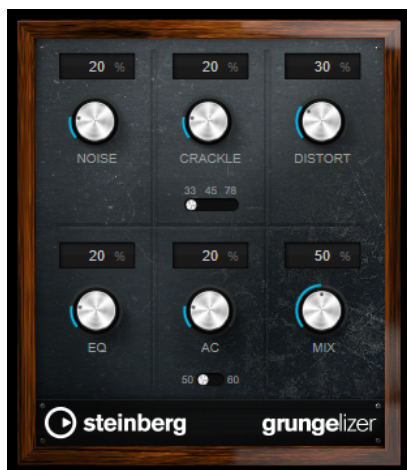 20 % 20 % 30 %
NOISE CRACKLE DISTORT
33 45 78
20 % 20 % 50 %
EQ AC MIX
50 60
steinberg grungelizer